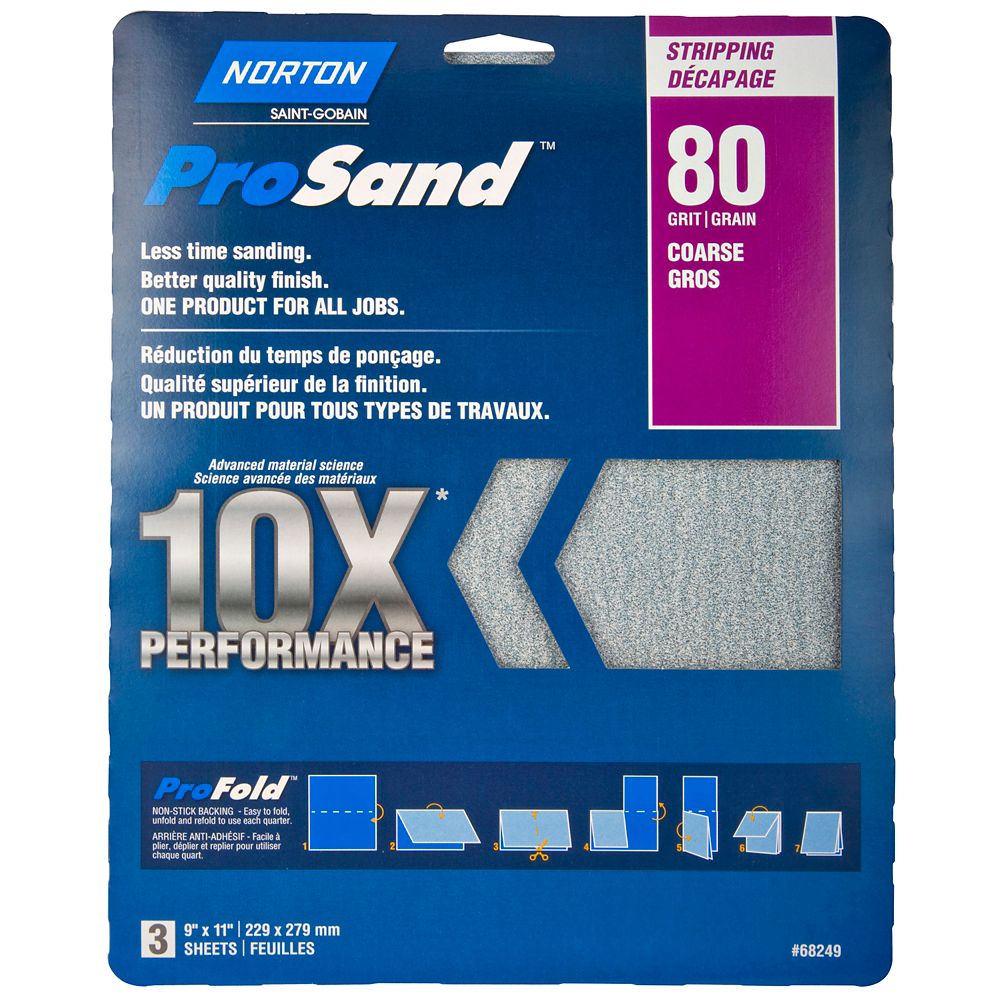 NORTON
SAINT-GOBAIN
ProSand™
STRIPPING
DÉCAPAGE
80
GRIT | GRAIN
COARSE
GROS
Less time sanding.
Better quality finish.
ONE PRODUCT FOR ALL JOBS.
Réduction du temps de ponçage.
Qualité supérieur de la finition.
UN PRODUIT POUR TOUS TYPES DE TRAVAUX.
Advanced material science
Science avancée des matériaux
10X*
PERFORMANCE
ProFold™
NON-STICK BACKING - Easy to fold,
unfold and refold to use each quarter.
ARRIÈRE ANTI-ADHÉSIF - Facile à
plier, déplier et replier pour utiliser
chaque quart.
1 2 3 4 5 6 7
3 9" x 11" | 229 x 279 mm
SHEETS | FEUILLES
#68249